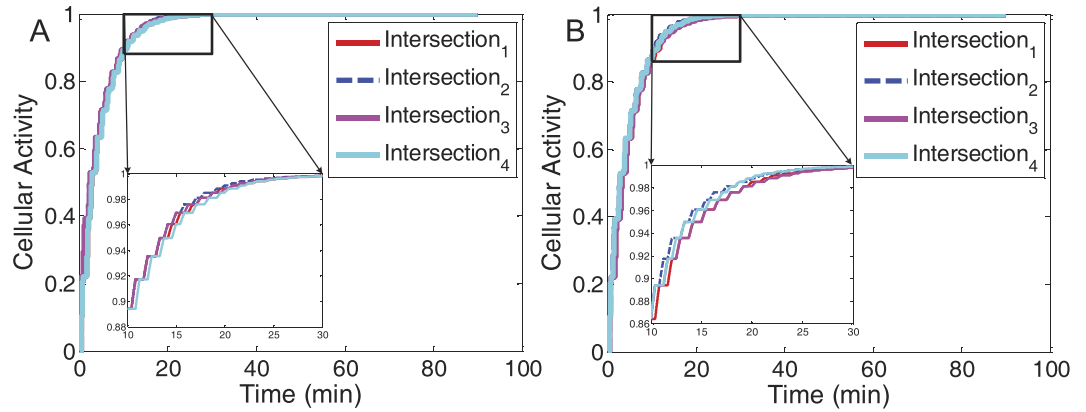 A
Cellular Activity
1
0.8
0.6
0.4
0.2
0
0 20 40 60 80 100
Time (min)
Intersection1
Intersection2
Intersection3
Intersection4
1
0.98
0.96
0.94
0.92
0.9
0.88
10 15 20 25 30
B
Cellular Activity
1
0.8
0.6
0.4
0.2
0
0 20 40 60 80 100
Time (min)
Intersection1
Intersection2
Intersection3
Intersection4
1
0.98
0.96
0.94
0.92
0.9
0.88
0.86
10 15 20 25 30